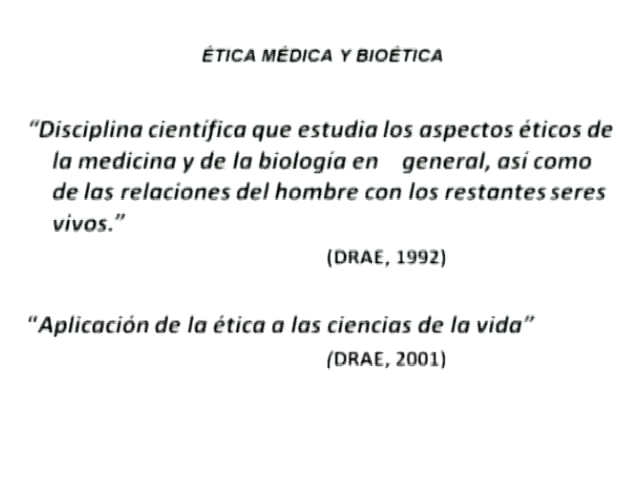 ÉTICA MÉDICA Y BIOÉTICA
“Disciplina científica que estudia los aspectos éticos de
la medicina y de la biología en general, así como
de las relaciones del hombre con los restantes seres
vivos.”
(DRAE, 1992)
“Aplicación de la ética a las ciencias de la vida”
(DRAE, 2001)